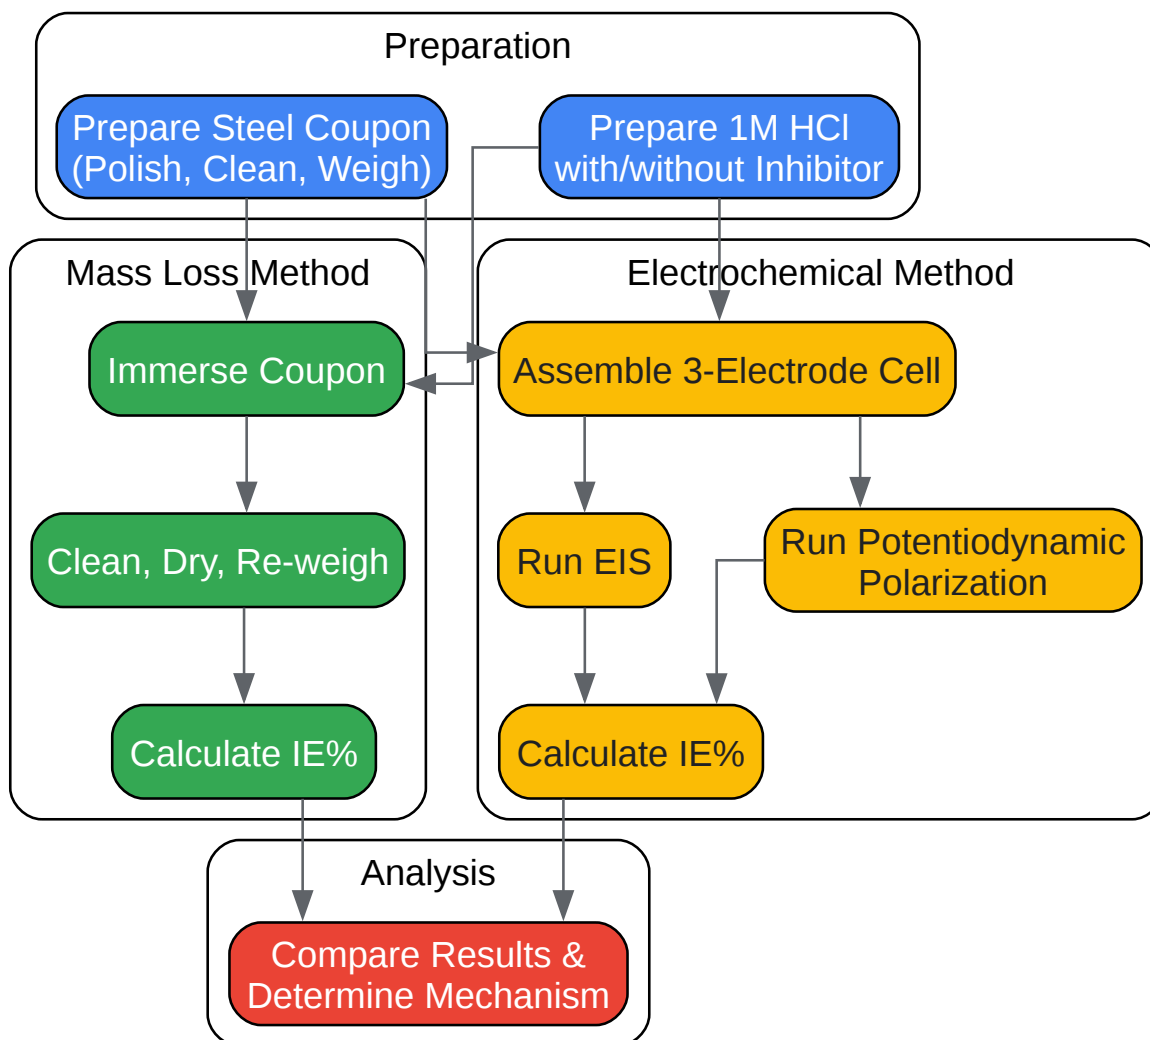 Preparation
Prepare Steel Coupon
(Polish, Clean, Weigh)
Prepare 1M HCl
with/without Inhibitor
Mass Loss Method
Electrochemical Method
Immerse Coupon
Assemble 3-Electrode Cell
Clean, Dry, Re-weigh
Run EIS
Run Potentiodynamic
Polarization
Calculate IE%
Calculate IE%
Analysis
Compare Results &
Determine Mechanism